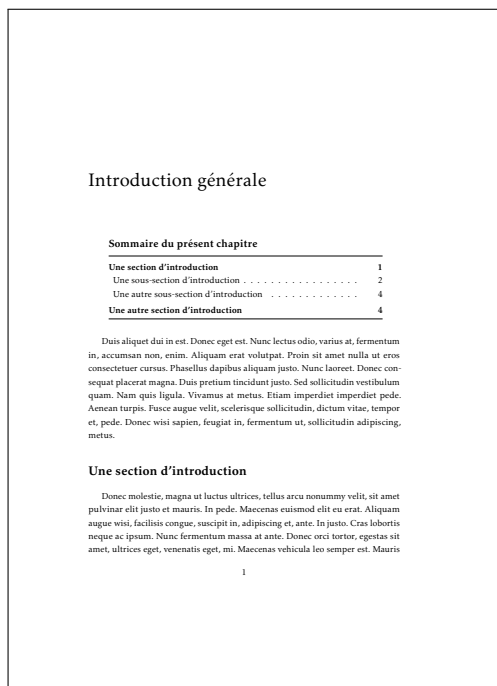 Introduction générale
Sommaire du présent chapitre
Une section d'introduction 1
Une sous-section d'introduction . . . . . . . . . . . . . . . . . 2
Une autre sous-section d'introduction . . . . . . . . . . . . . 4
Une autre section d'introduction 4
Duis aliquet dui in est. Donec eget est. Nunc lectus odio, varius at, fermentum
in, accumsan non, enim. Aliquam erat volutpat. Proin sit amet nulla ut eros
consectetuer cursus. Phasellus dapibus aliquam justo. Nunc laoreet. Donec con-
sequat placerat magna. Duis pretium tincidunt justo. Sed sollicitudin vestibulum
quam. Nam quis ligula. Vivamus at metus. Etiam imperdiet imperdiet pede.
Aenean turpis. Fusce augue velit, scelerisque sollicitudin, dictum vitae, tempor
et, pede. Donec wisi sapien, feugiat in, fermentum ut, sollicitudin adipiscing,
metus.
Une section d'introduction
Donec molestie, magna ut luctus ultrices, tellus arcu nonummy velit, sit amet
pulvinar elit justo et mauris. In pede. Maecenas euismod elit eu erat. Aliquam
augue wisi, facilisis congue, suscipit in, adipiscing et, ante. In justo. Cras lobortis
neque ac ipsum. Nunc fermentum massa at ante. Donec orci tortor, egestas sit
amet, ultrices eget, venenatis eget, mi. Maecenas vehicula leo semper est. Mauris
1